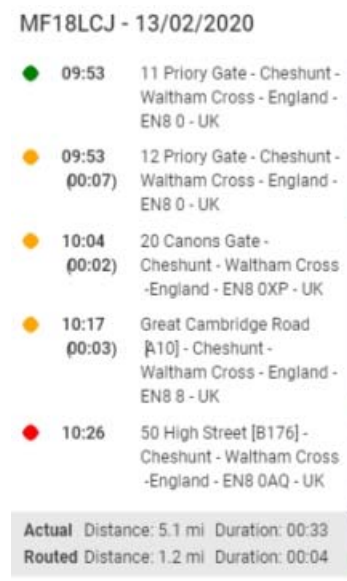 MF18LCJ - 13/02/2020
09:53 11 Priory Gate - Cheshunt -
Waltham Cross - England -
EN8 0 - UK
09:53 12 Priory Gate - Cheshunt -
(00:07) Waltham Cross - England -
EN8 0 - UK
10:04 20 Canons Gate -
(00:02) Cheshunt - Waltham Cross
-England - EN8 0XP - UK
10:17 Great Cambridge Road
(00:03) [A10] - Cheshunt -
Waltham Cross - England -
EN8 8 - UK
10:26 50 High Street [B176] -
Cheshunt - Waltham Cross
-England - EN8 0AQ - UK
Actual Distance: 5.1 mi Duration: 00:33
Routed Distance: 1.2 mi Duration: 00:04